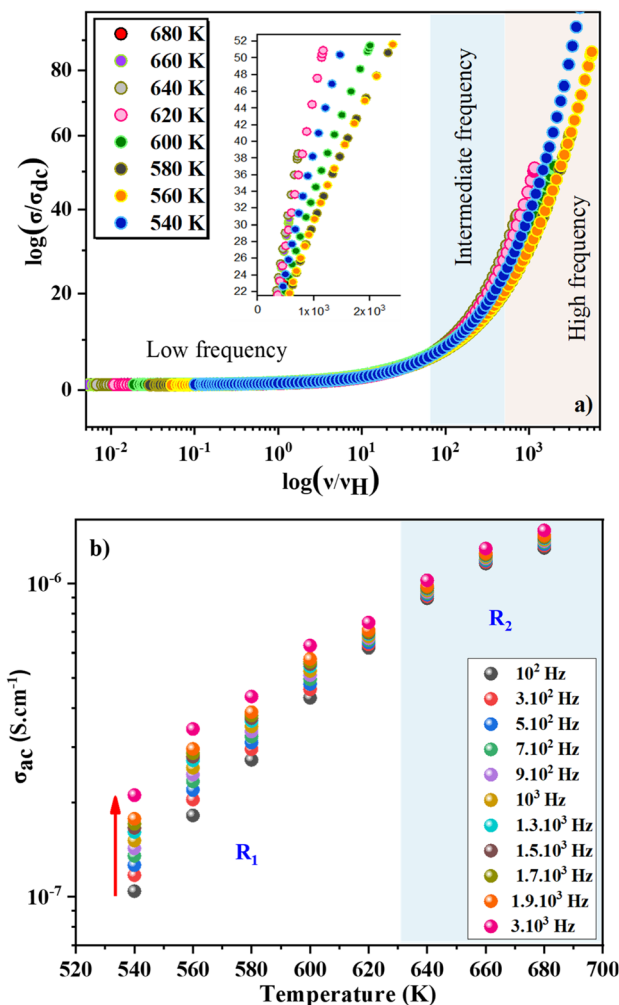 680 K
660 K
640 K
620 K
600 K
580 K
560 K
540 K
52
50
48
46
44
42
40
38
36
34
32
30
28
26
24
22
0
1×10³
2×10³
80
60
40
20
0
log(σ/σdc)
Low frequency
Intermediate frequency
High frequency
a)
10⁻² 10⁻¹ 10⁰ 10¹ 10² 10³
log(ν/νH)
b)
10⁻⁶
10⁻⁷
σac (S.cm⁻¹)
R₁
R₂
10² Hz
3.10² Hz
5.10² Hz
7.10² Hz
9.10² Hz
10³ Hz
1.3.10³ Hz
1.5.10³ Hz
1.7.10³ Hz
1.9.10³ Hz
3.10³ Hz
520 540 560 580 600 620 640 660 680 700
Temperature (K)